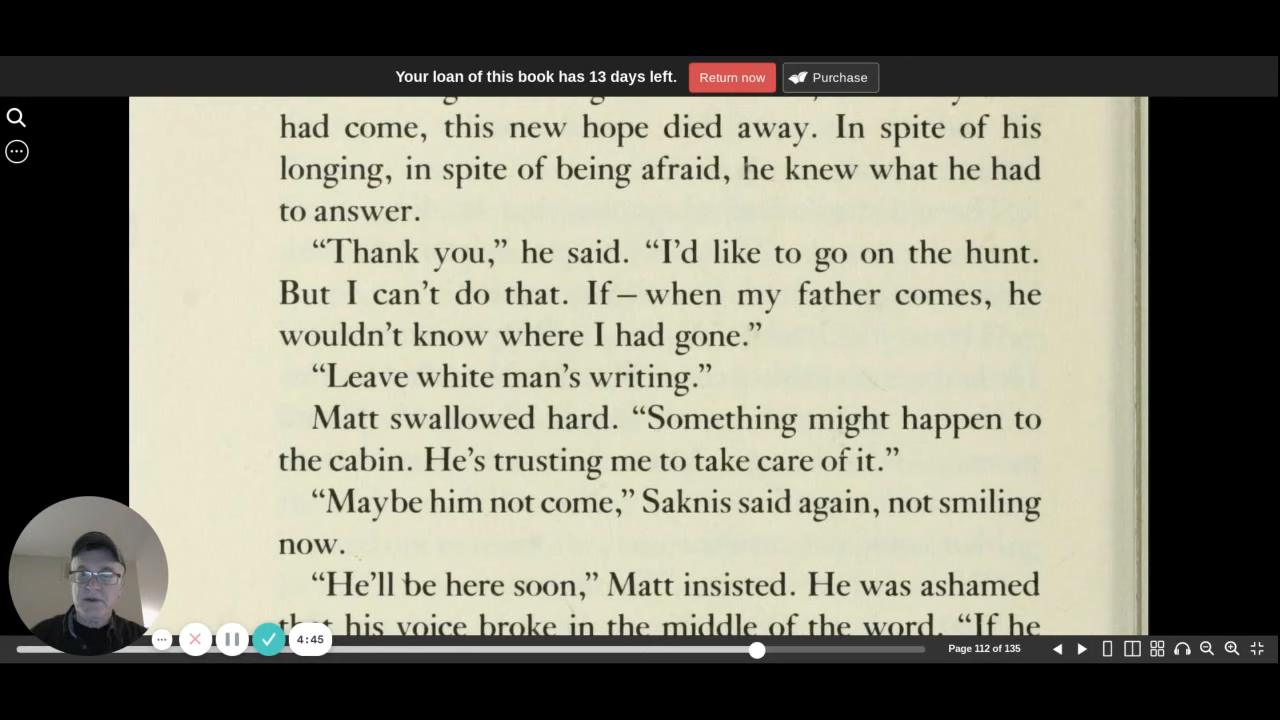 Your loan of this book has 13 days left.
Return now
Purchase
had come, this new hope died away. In spite of his
longing, in spite of being afraid, he knew what he had
to answer.
“Thank you,” he said. “I’d like to go on the hunt.
But I can’t do that. If – when my father comes, he
wouldn’t know where I had gone.”
“Leave white man’s writing.”
Matt swallowed hard. “Something might happen to
the cabin. He’s trusting me to take care of it.”
“Maybe him not come,” Saknis said again, not smiling
now.
“He’ll be here soon,” Matt insisted. He was ashamed
that his voice broke in the middle of the word. “If he
4:45
Page 112 of 135